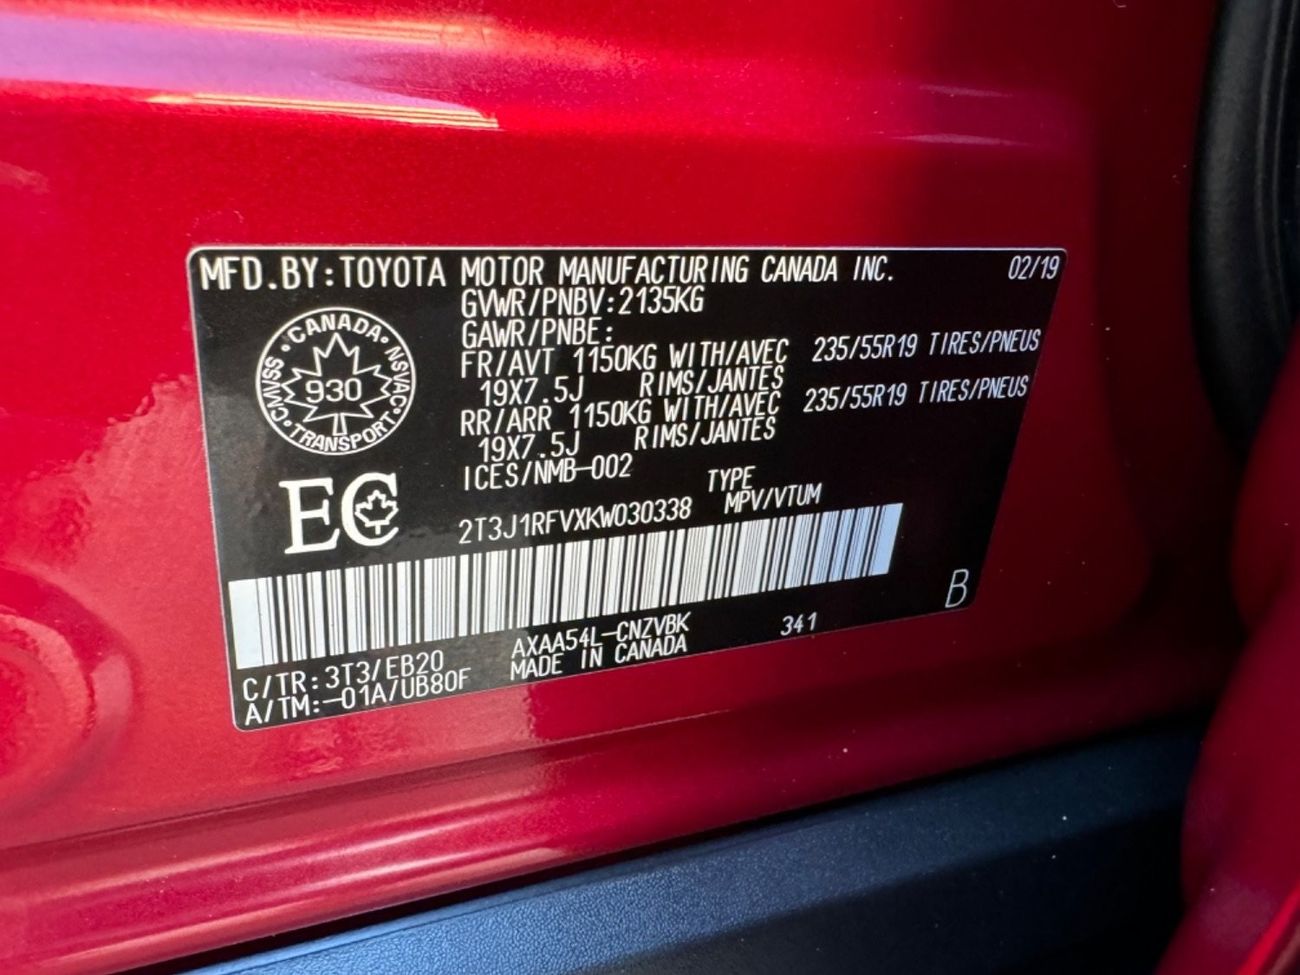 MFD.BY:TOYOTA MOTOR MANUFACTURING CANADA INC. 02/19
GVWR/PNBV:2135KG
GAWR/PNBE:
FR/AVT 1150KG WITH/AVEC 235/55R19 TIRES/PNEUS
19X7.5J RIMS/JANTES
RR/ARR 1150KG WITH/AVEC 235/55R19 TIRES/PNEUS
19X7.5J RIMS/JANTES
ICES/NMB-002
CANADA · NSVAC · TRANSPORT · CMVSS ·
930
EC
TYPE
2T3J1RFVXKW030338 MPV/VTUM
B
C/TR:3T3/EB20 AXAA54L-CNZVBK 341
A/TM:-01A/UB80F MADE IN CANADA